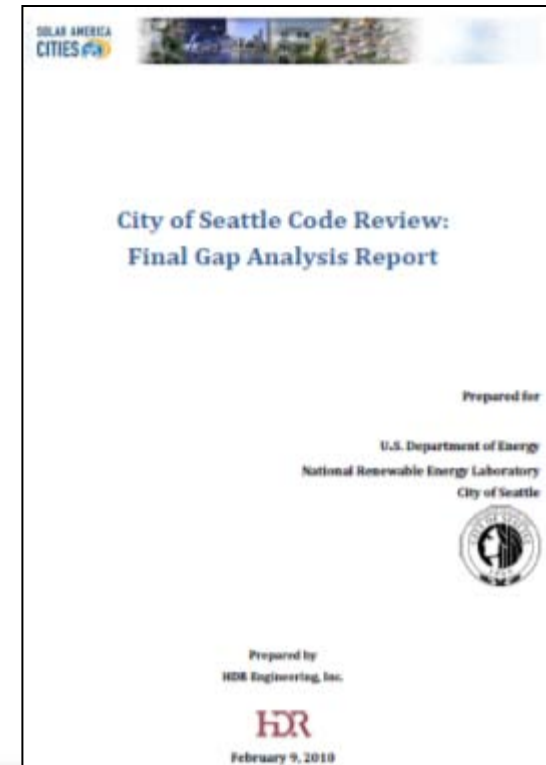 SOLAR AMERICA
CITIES
City of Seattle Code Review:
Final Gap Analysis Report
Prepared for
U.S. Department of Energy
National Renewable Energy Laboratory
City of Seattle
Prepared by
HDR Engineering, Inc.
HDR
February 9, 2010